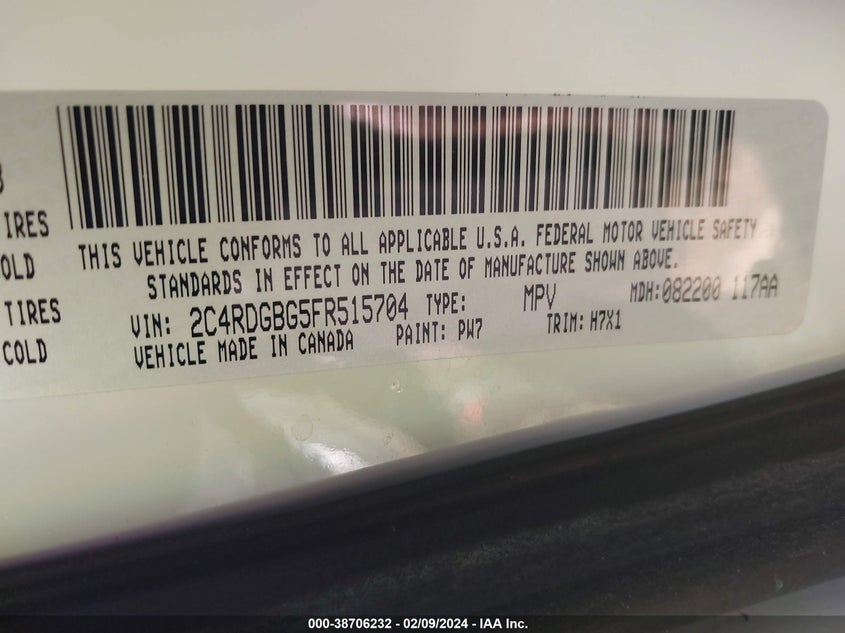 IRES
OLD
TIRES
COLD
THIS VEHICLE CONFORMS TO ALL APPLICABLE U.S.A. FEDERAL MOTOR VEHICLE SAFETY
STANDARDS IN EFFECT ON THE DATE OF MANUFACTURE SHOWN ABOVE.
VIN: 2C4RDGBG5FR515704 TYPE: MPV MDH:082200 117AA
VEHICLE MADE IN CANADA PAINT: PW7 TRIM: H7X1
000-38706232 - 02/09/2024 - IAA Inc.